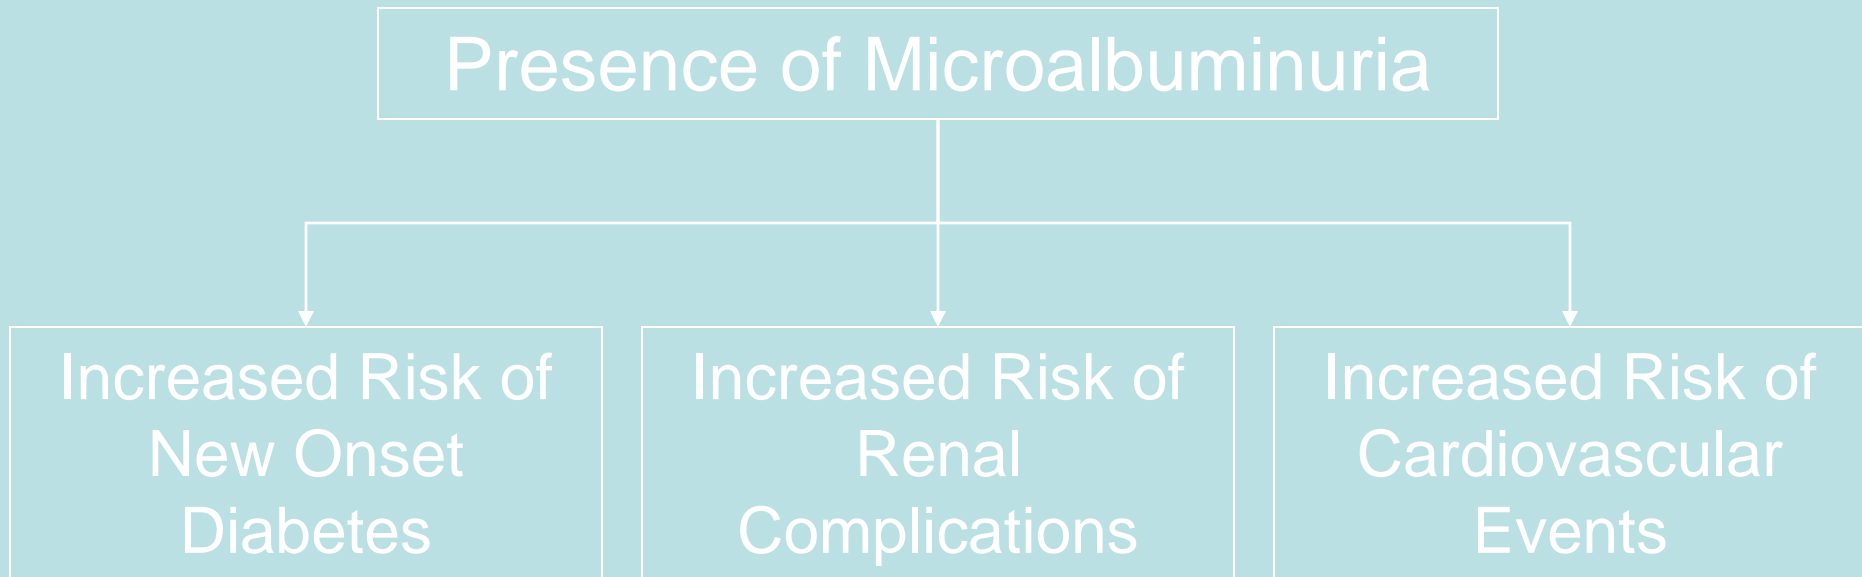 Presence of Microalbuminuria
Increased Risk of
New Onset
Diabetes
Increased Risk of
Renal
Complications
Increased Risk of
Cardiovascular
Events